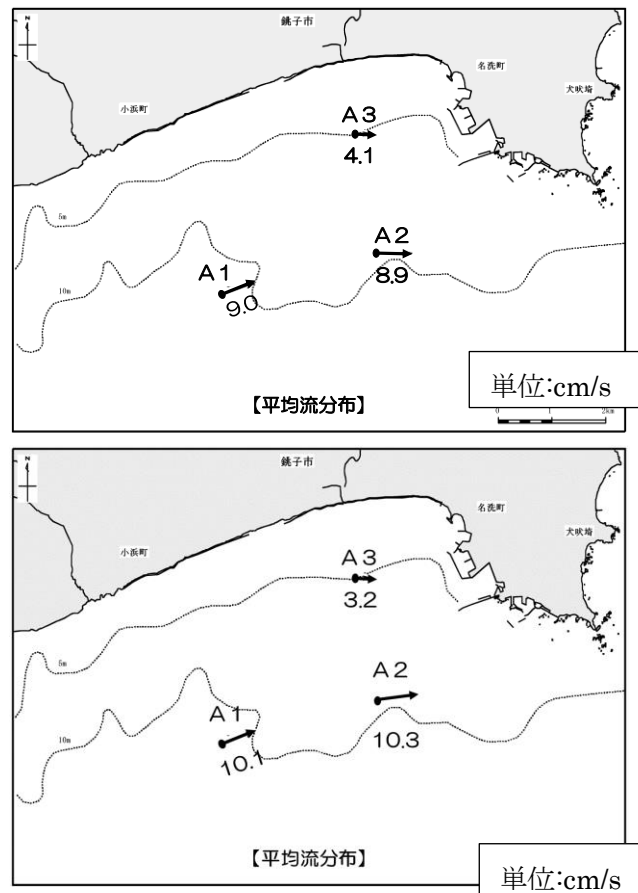 N
銚子市
名洗町
犬吠埼
小浜町
A3
4.1
5m
A2
8.9
A1
9.0
10m
単位:cm/s
【平均流分布】
0 1 2km
N
銚子市
名洗町
犬吠埼
小浜町
A3
3.2
5m
A2
10.3
A1
10.1
10m
【平均流分布】
単位:cm/s